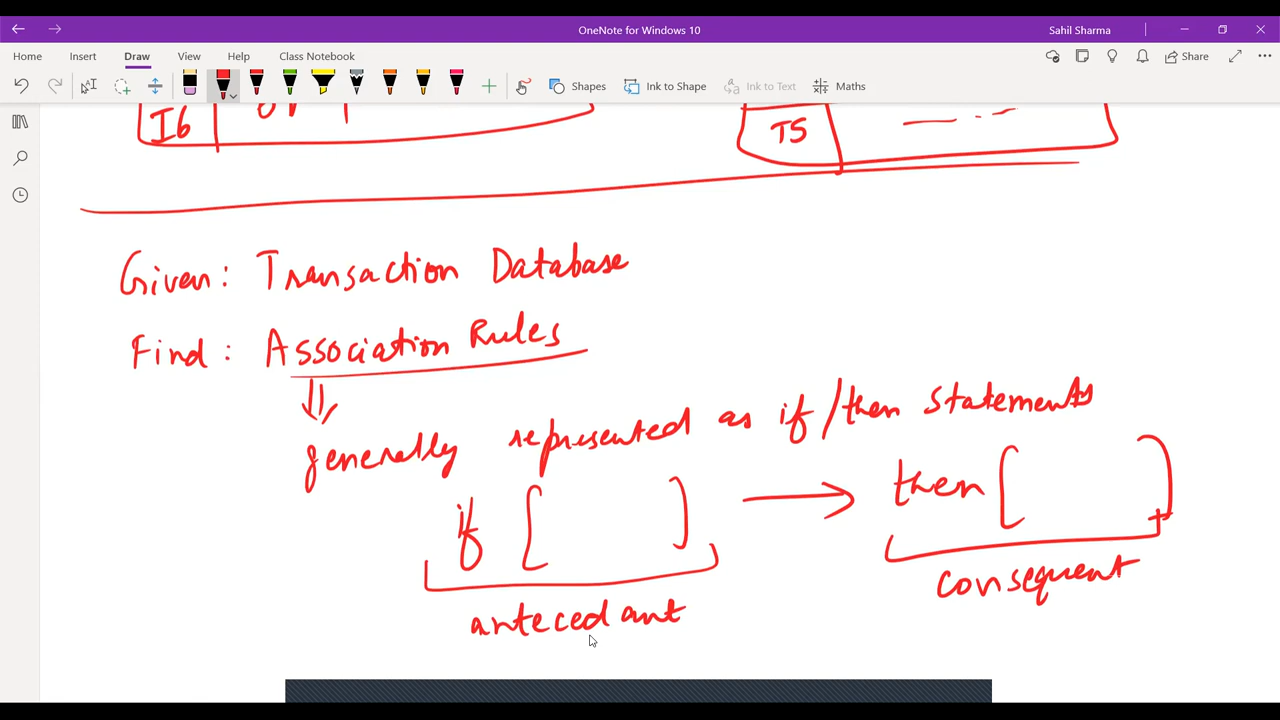 OneNote for Windows 10
Sahil Sharma
Home Insert Draw View Help Class Notebook Share
Shapes Ink to Shape Ink to Text Maths
I6
T5
Given: Transaction Database
Find: Association Rules
generally represented as if/then statements
if [ ] → then [ ]
antecedant consequent